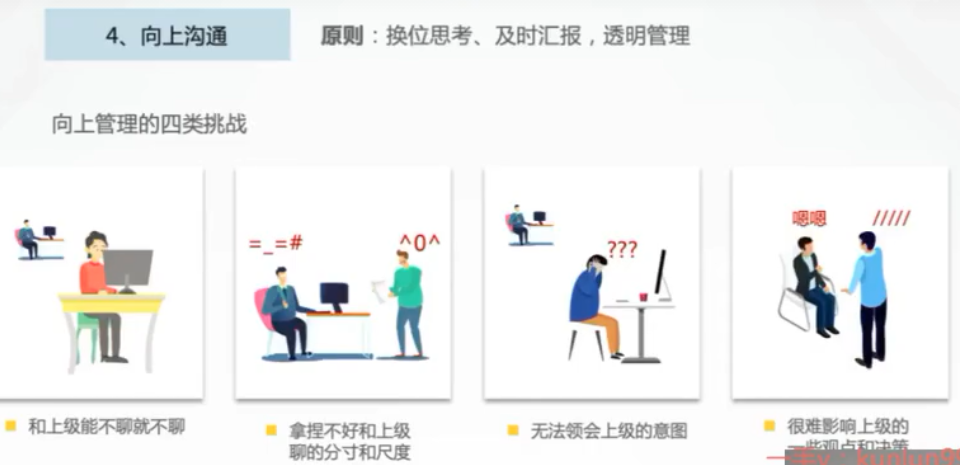 4、向上沟通
原则：换位思考、及时汇报，透明管理
向上管理的四类挑战
=_=#
^0^
???
嗯嗯
/////
和上级能不聊就不聊
拿捏不好和上级
聊的分寸和尺度
无法领会上级的意图
很难影响上级的
一些观点和决策